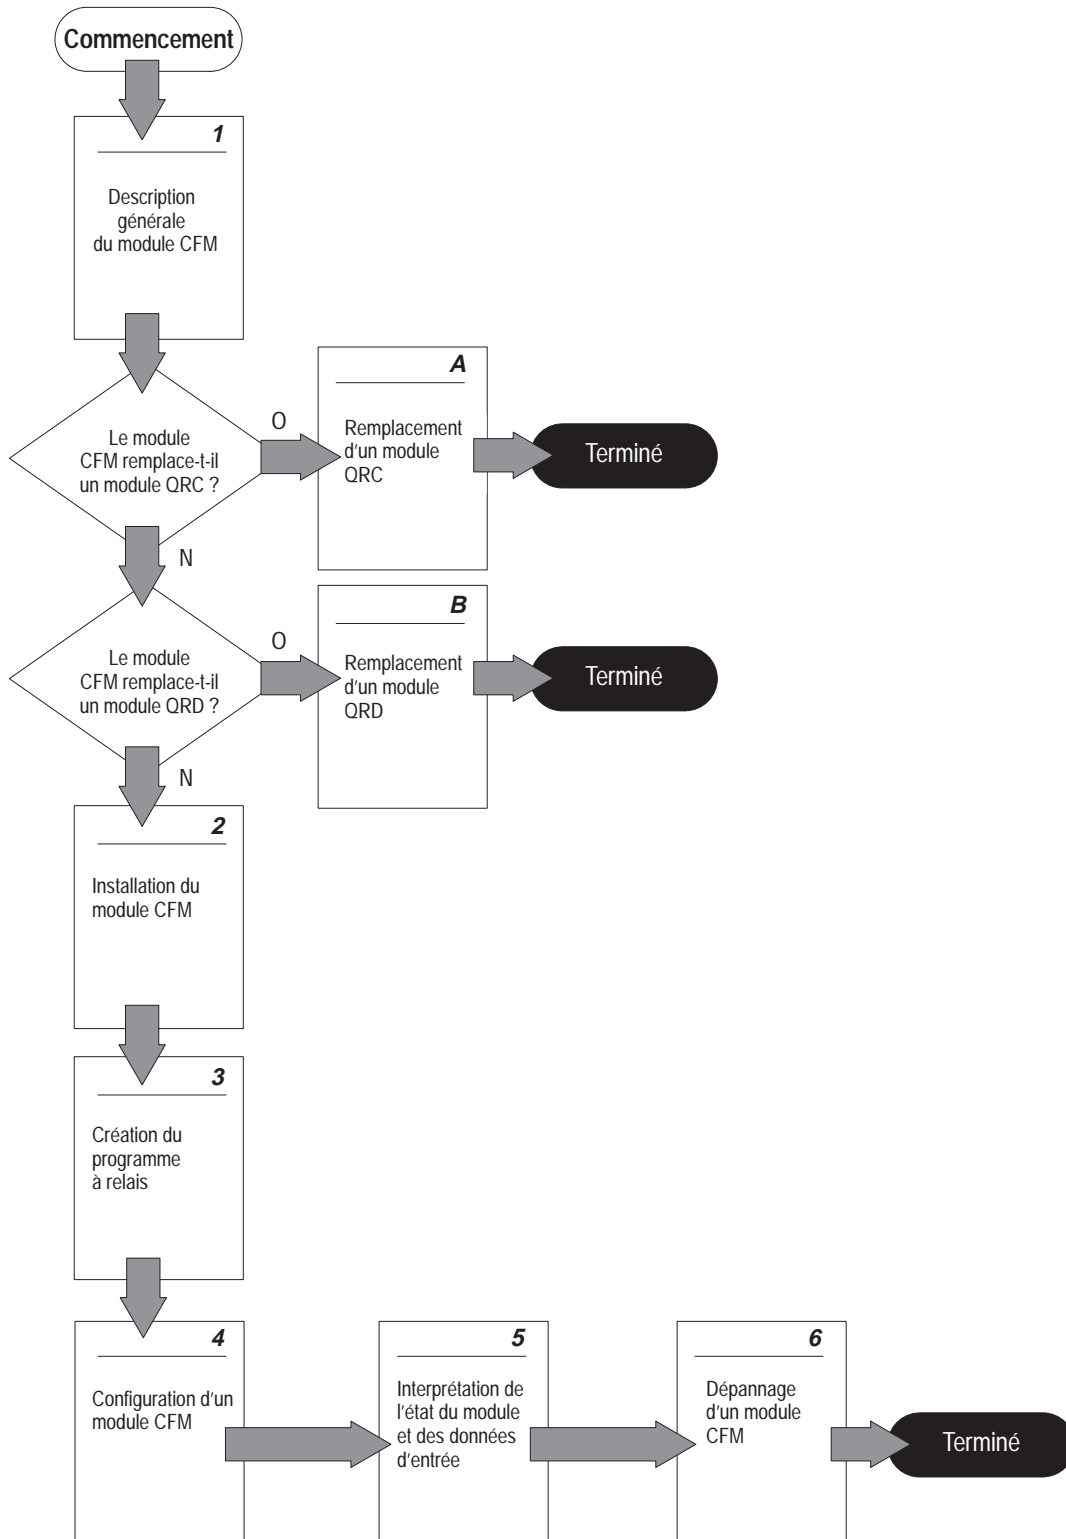 Commencement
1
Description
générale
du module CFM
A
Remplacement
d'un module
QRC
Terminé
Le module
CFM remplace-t-il
un module QRC ?
O
N
B
Remplacement
d'un module
QRD
Terminé
Le module
CFM remplace-t-il
un module QRD ?
O
N
2
Installation du
module CFM
3
Création du
programme
à relais
4
Configuration d'un
module CFM
5
Interprétation de
l'état du module
et des données
d'entrée
6
Dépannage
d'un module
CFM
Terminé